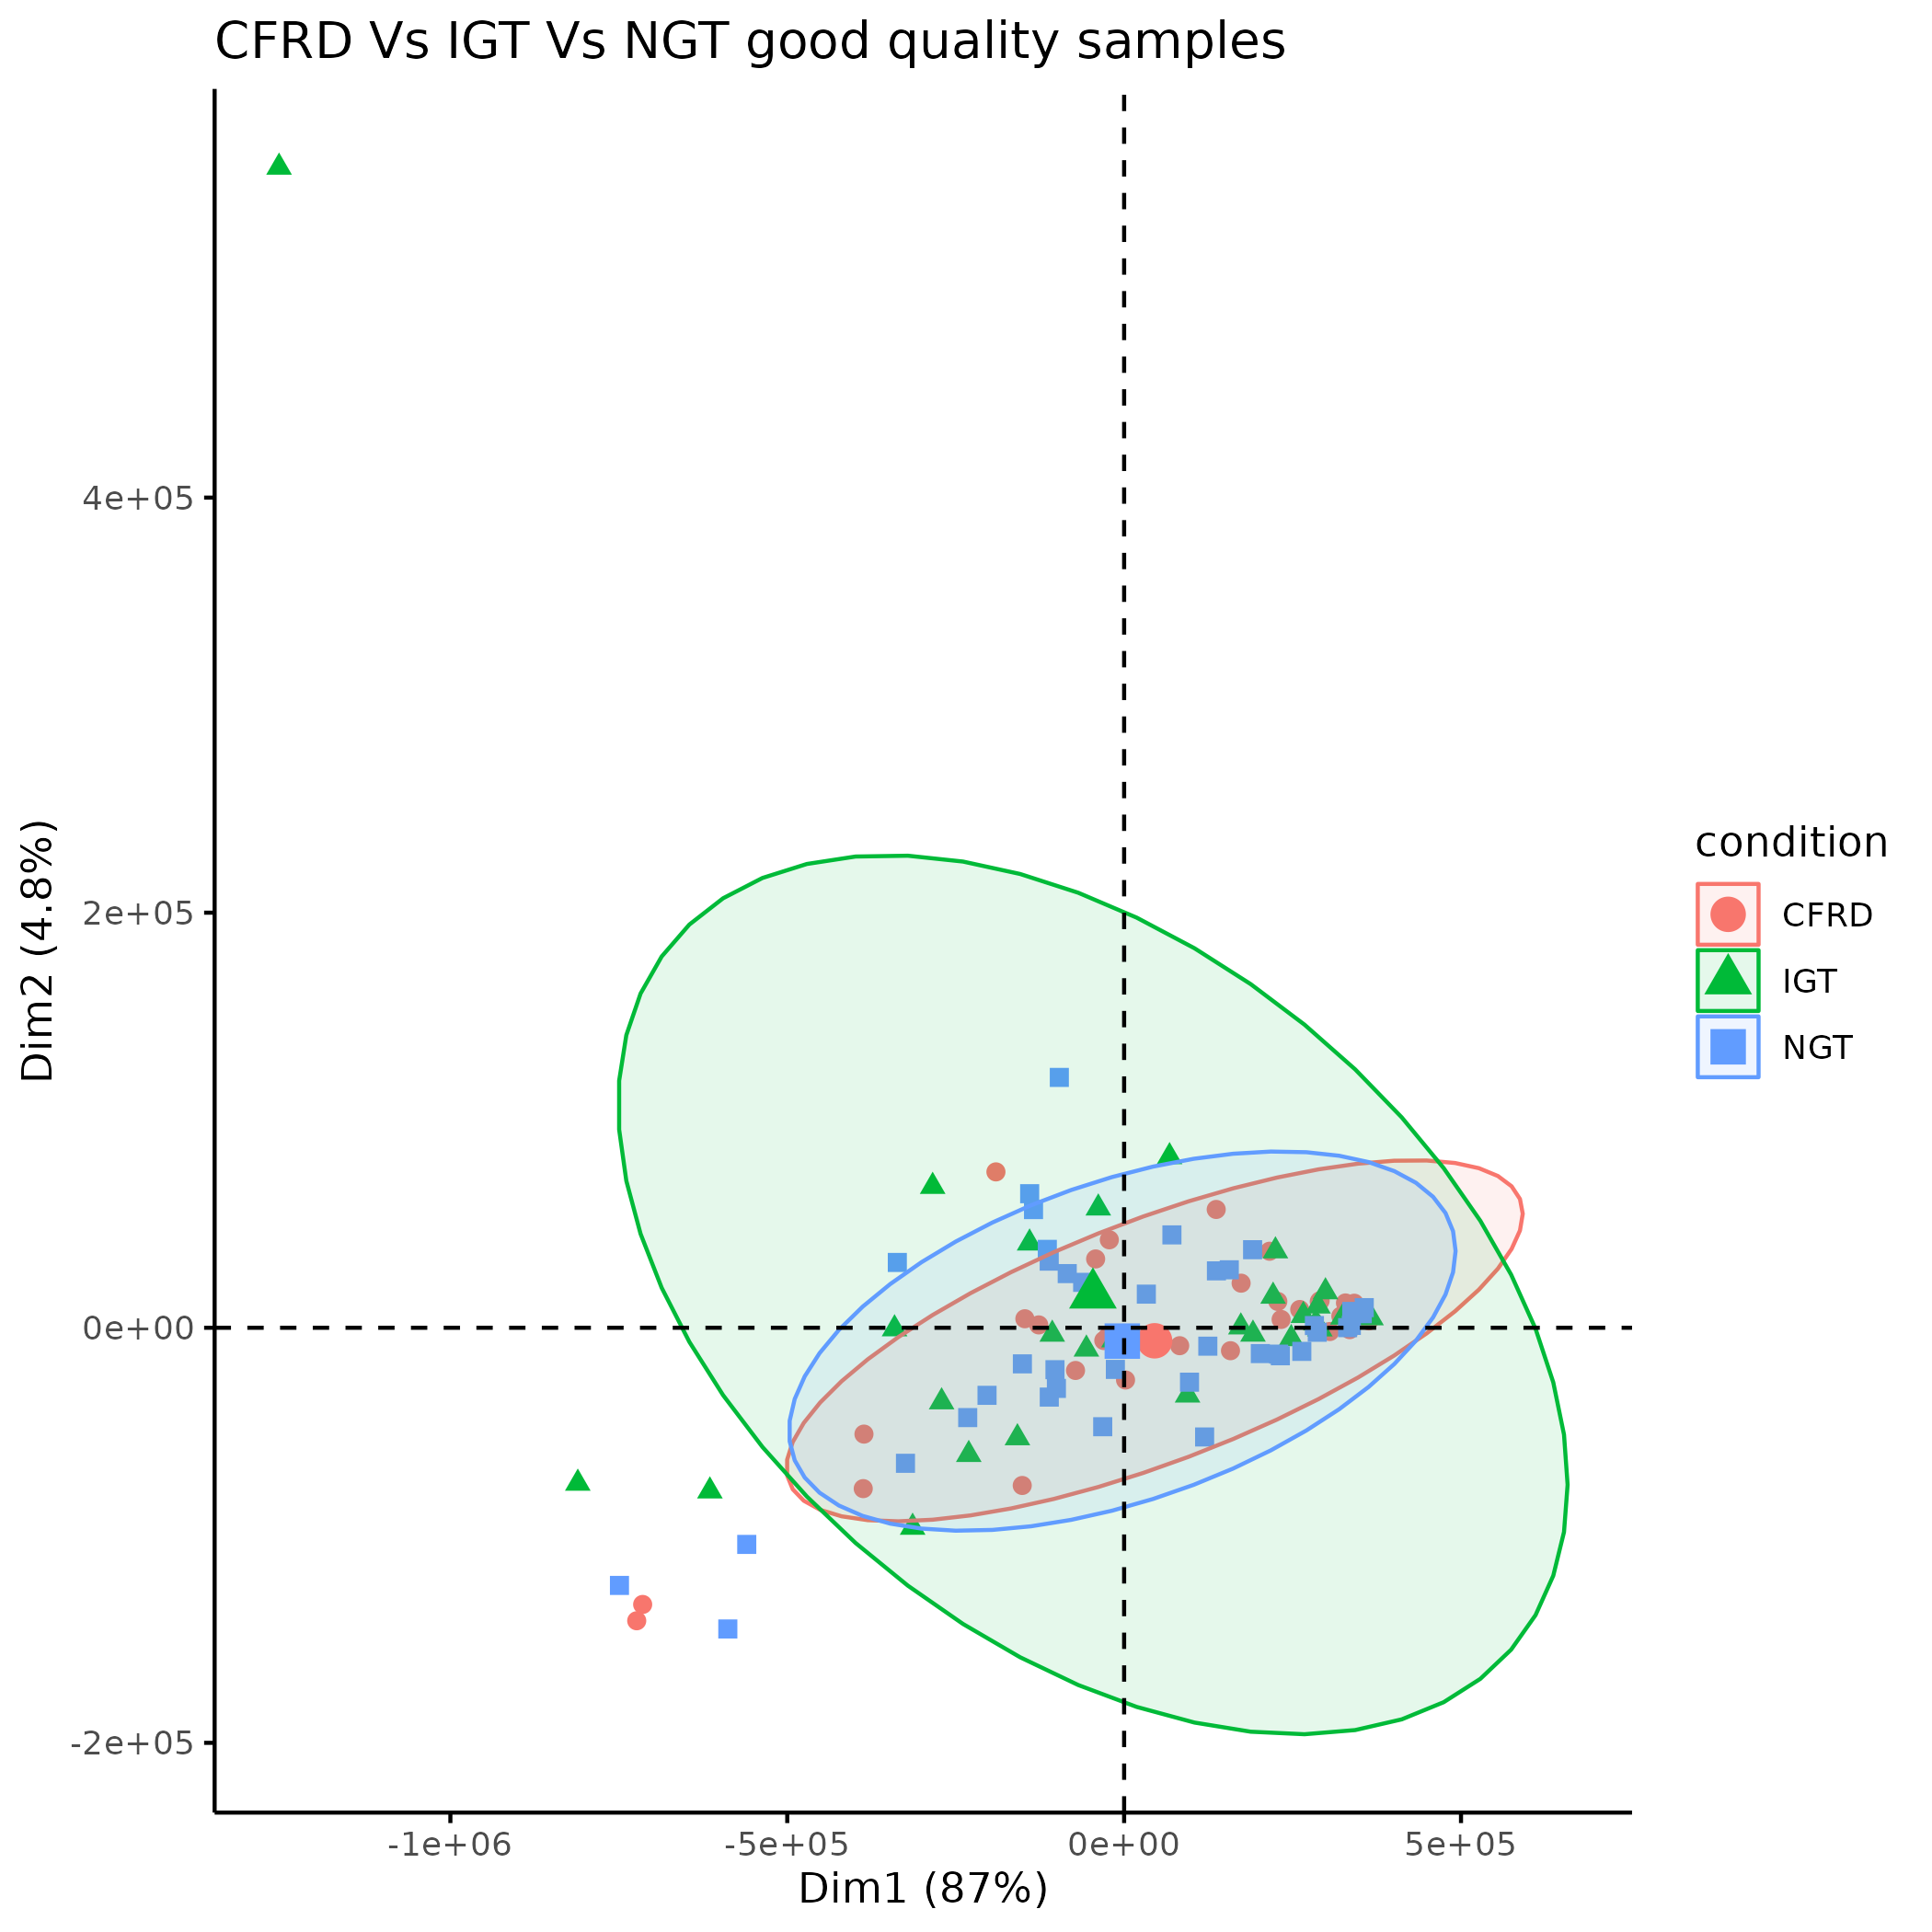 CFRD Vs IGT Vs NGT good quality samples
4e+05
2e+05
0e+00
-2e+05
Dim2 (4.8%)
-1e+06
-5e+05
0e+00
5e+05
Dim1 (87%)
condition
CFRD
IGT
NGT